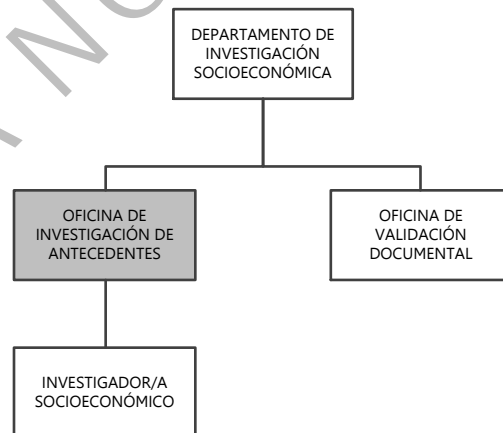 DEPARTAMENTO DE
INVESTIGACIÓN
SOCIOECONÓMICA
OFICINA DE
INVESTIGACIÓN DE
ANTECEDENTES
OFICINA DE
VALIDACIÓN
DOCUMENTAL
INVESTIGADOR/A
SOCIOECONÓMICO